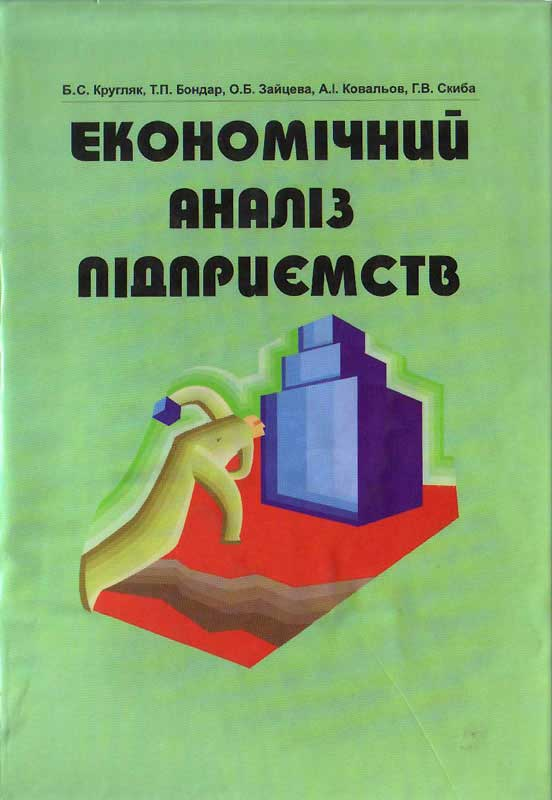 Б.С. Кругляк, Т.П. Бондар, О.Б. Зайцева, А.І. Ковальов, Г.В. Скиба
ЕКОНОМІЧНИЙ
АНАЛІЗ
ПІДПРИЄМСТВ